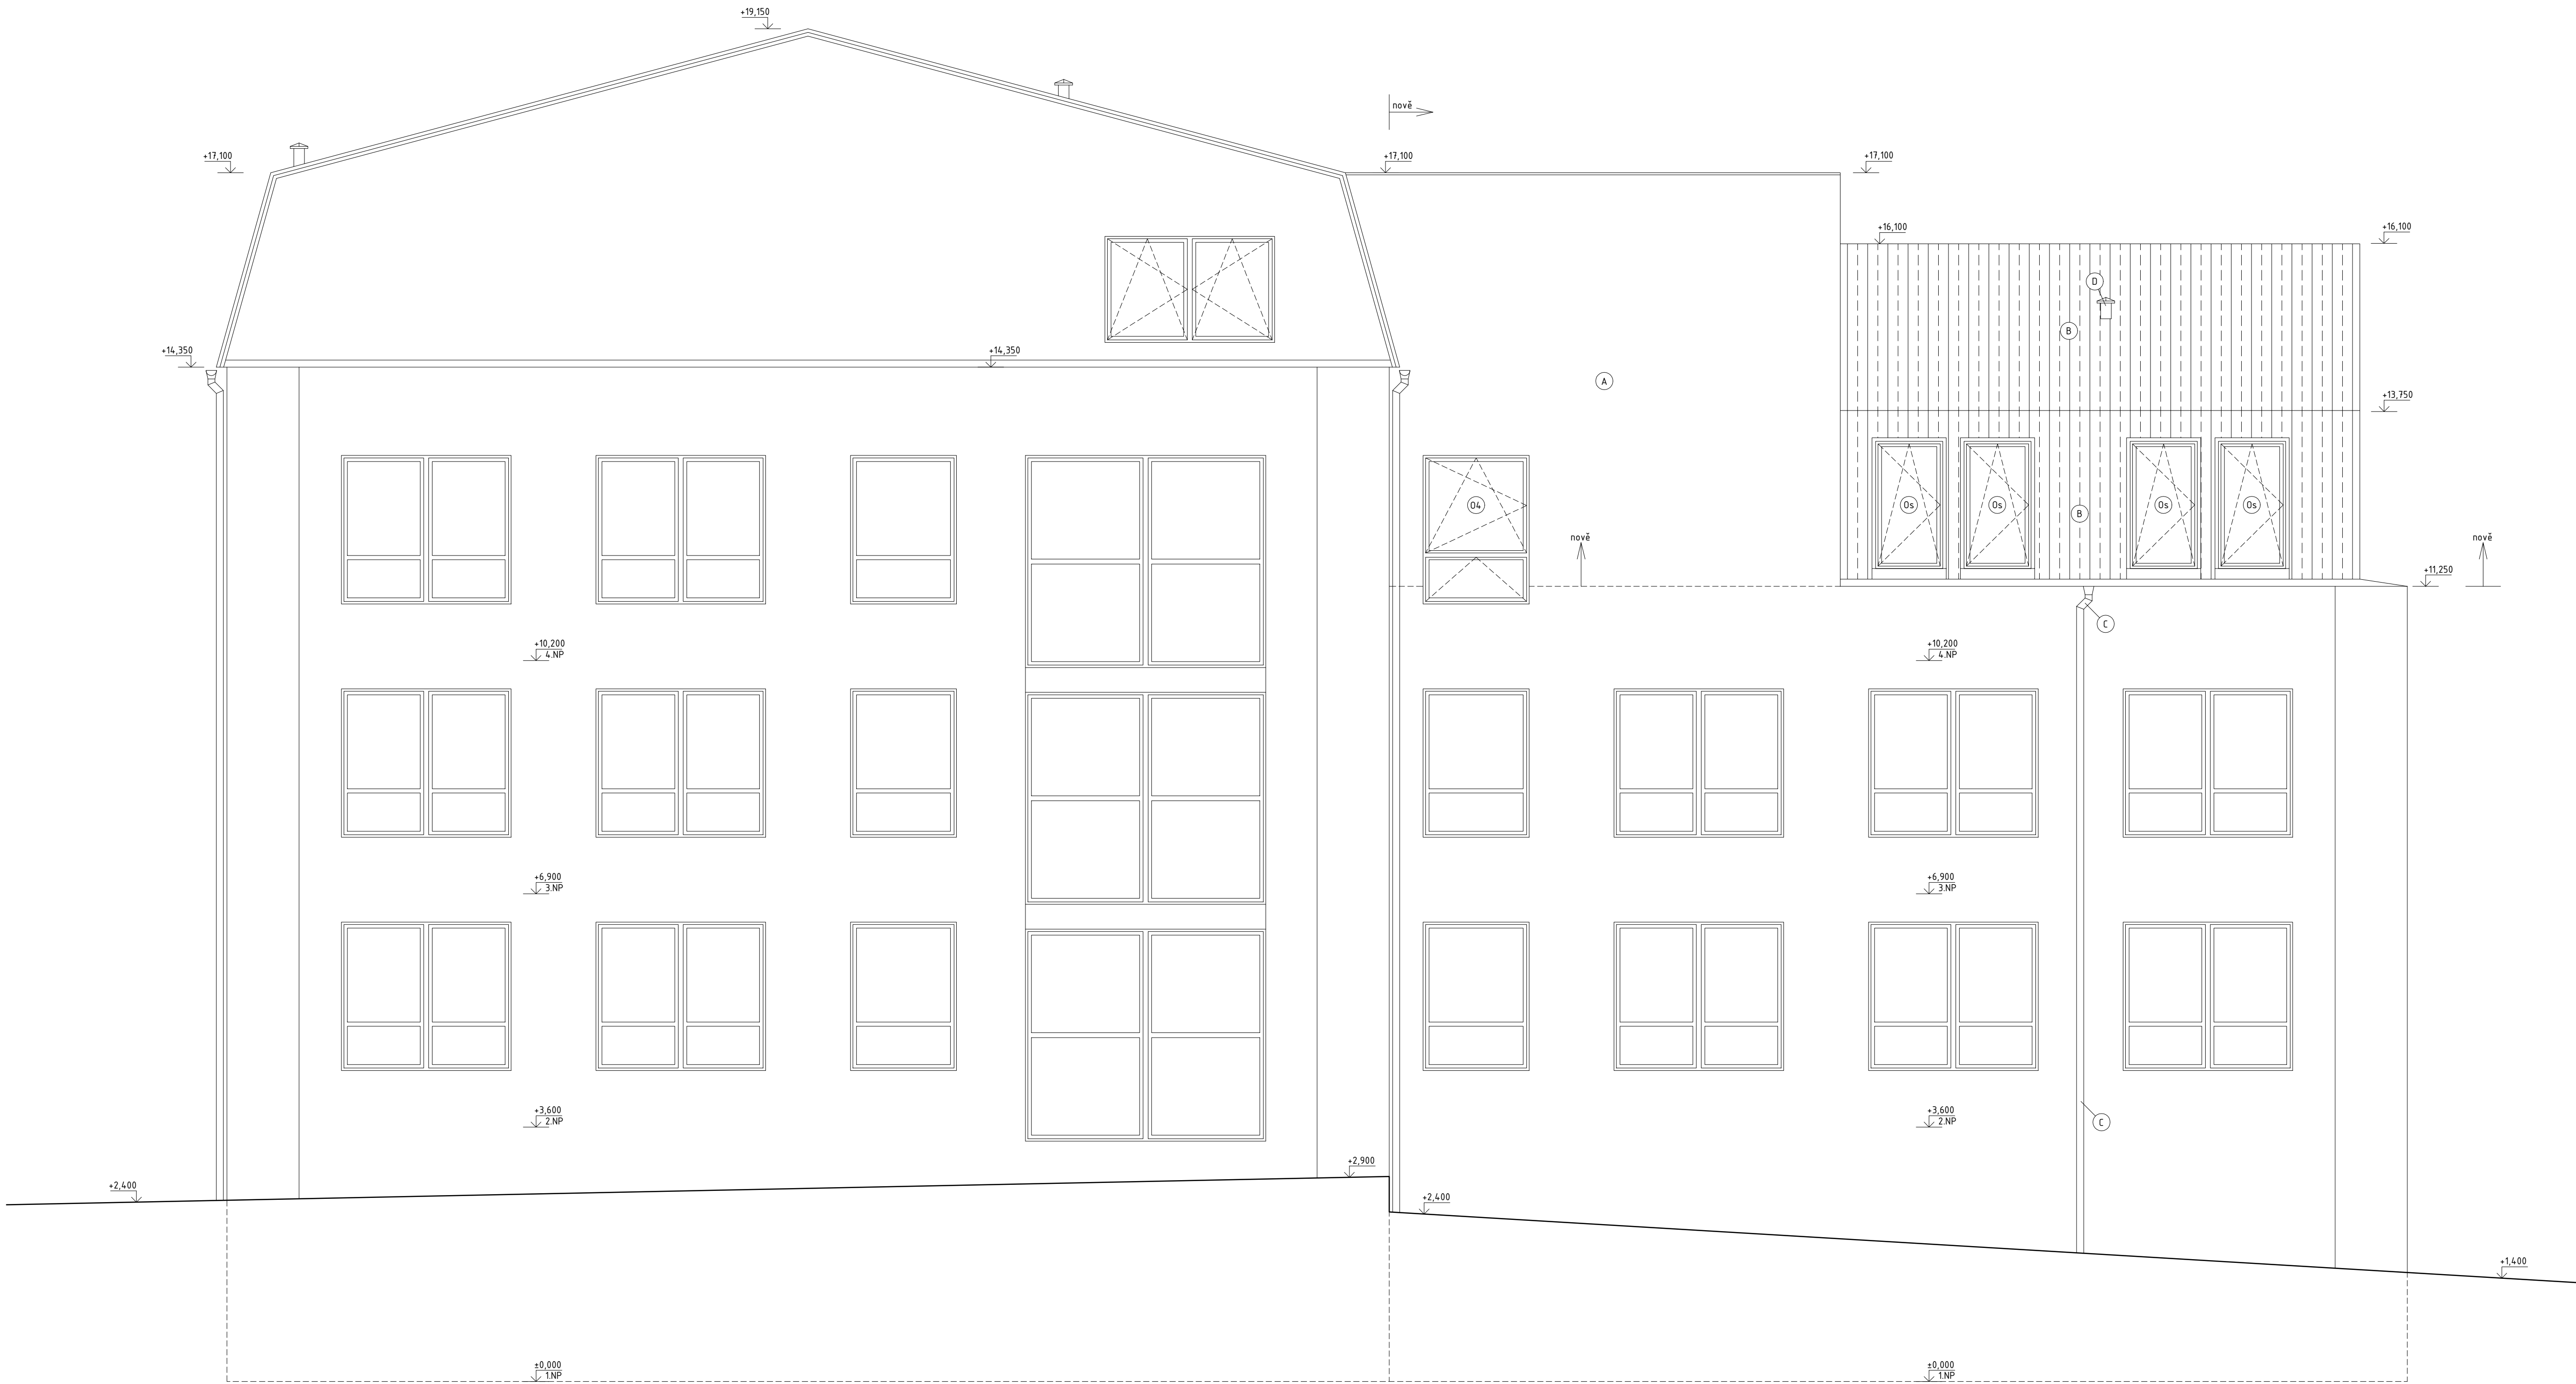 +19,150
nově
+17,100
+17,100
+17,100
+16,100
+16,100
D
B
+14,350
+14,350
A
+13,750
O4
Os
Os
Os
Os
B
nově
nově
+11,250
C
+10,200
4.NP
+10,200
4.NP
+6,900
3.NP
+6,900
3.NP
+3,600
2.NP
+3,600
2.NP
C
+2,900
+2,400
+2,400
+1,400
±0,000
1.NP
±0,000
1.NP